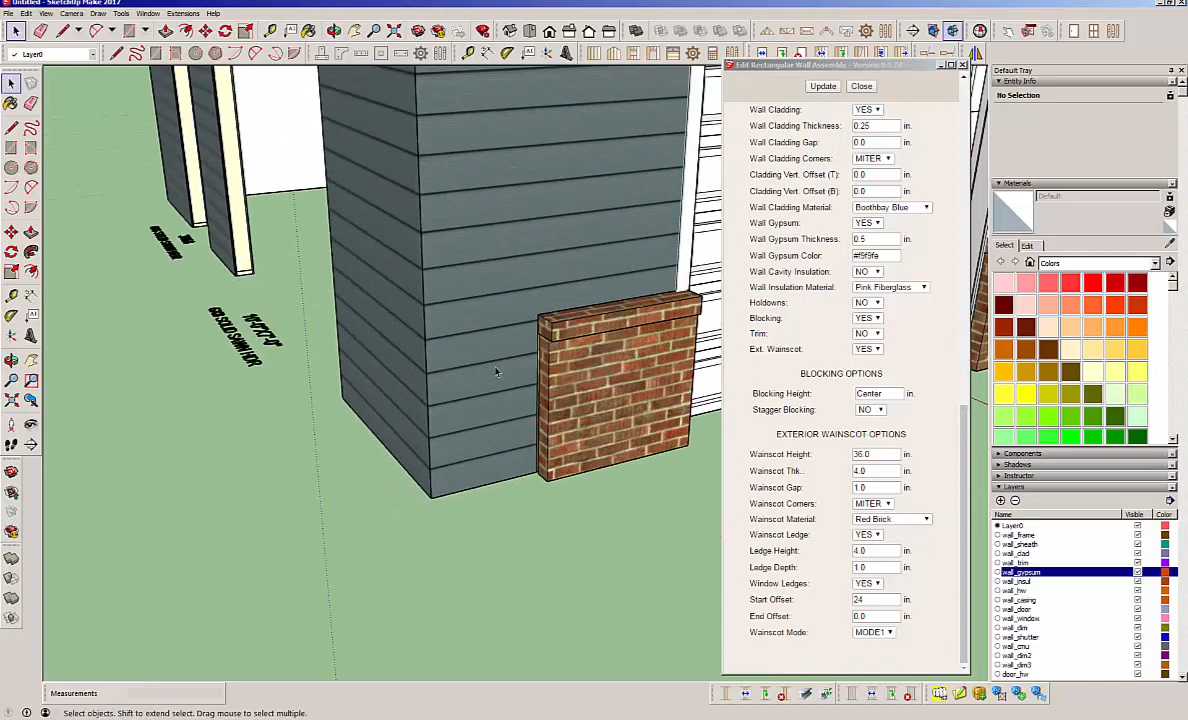 Untitled - SketchUp Make 2017
File Edit View Camera Draw Tools Window Extensions Help
Layer0
Edit Rectangular Wall Assembly - Version
Update Close
Wall Cladding: YES
Wall Cladding Thickness: 0.25 in.
Wall Cladding Gap: 0.0 in.
Wall Cladding Corners: MITER
Cladding Vert. Offset (T): 0.0 in.
Cladding Vert. Offset (B): 0.0 in.
Wall Cladding Material: Boothbay Blue
Wall Gypsum: YES
Wall Gypsum Thickness: 0.5 in.
Wall Gypsum Color: #f9f9fe
Wall Cavity Insulation: NO
Wall Insulation Material: Pink Fiberglass
Holdowns: NO
Blocking: YES
Trim: NO
Ext. Wainscot: YES
BLOCKING OPTIONS
Blocking Height: Center in.
Stagger Blocking: NO
EXTERIOR WAINSCOT OPTIONS
Wainscot Height: 36.0 in.
Wainscot Thk.: 4.0 in.
Wainscot Gap: 1.0 in.
Wainscot Corners: MITER
Wainscot Material: Red Brick
Wainscot Ledge: YES
Ledge Height: 4.0 in.
Ledge Depth: 1.0 in.
Window Ledges: YES
Start Offset: 24 in.
End Offset: 0.0 in.
Wainscot Mode: MODE1
Default Tray
Entity Info
No Selection
Materials
Default
Select Edit
Colors
Components
Shadows
Instructor
Layers
Name Visible Color
Layer0
wall_frame
wall_sheath
wall_clad
wall_trim
wall_gypsum
wall_insul
wall_hw
wall_casing
wall_door
wall_window
wall_dim
wall_shutter
wall_cmu
wall_dim2
wall_dim3
door_hw
Measurements
Select objects. Shift to extend select. Drag mouse to select multiple.